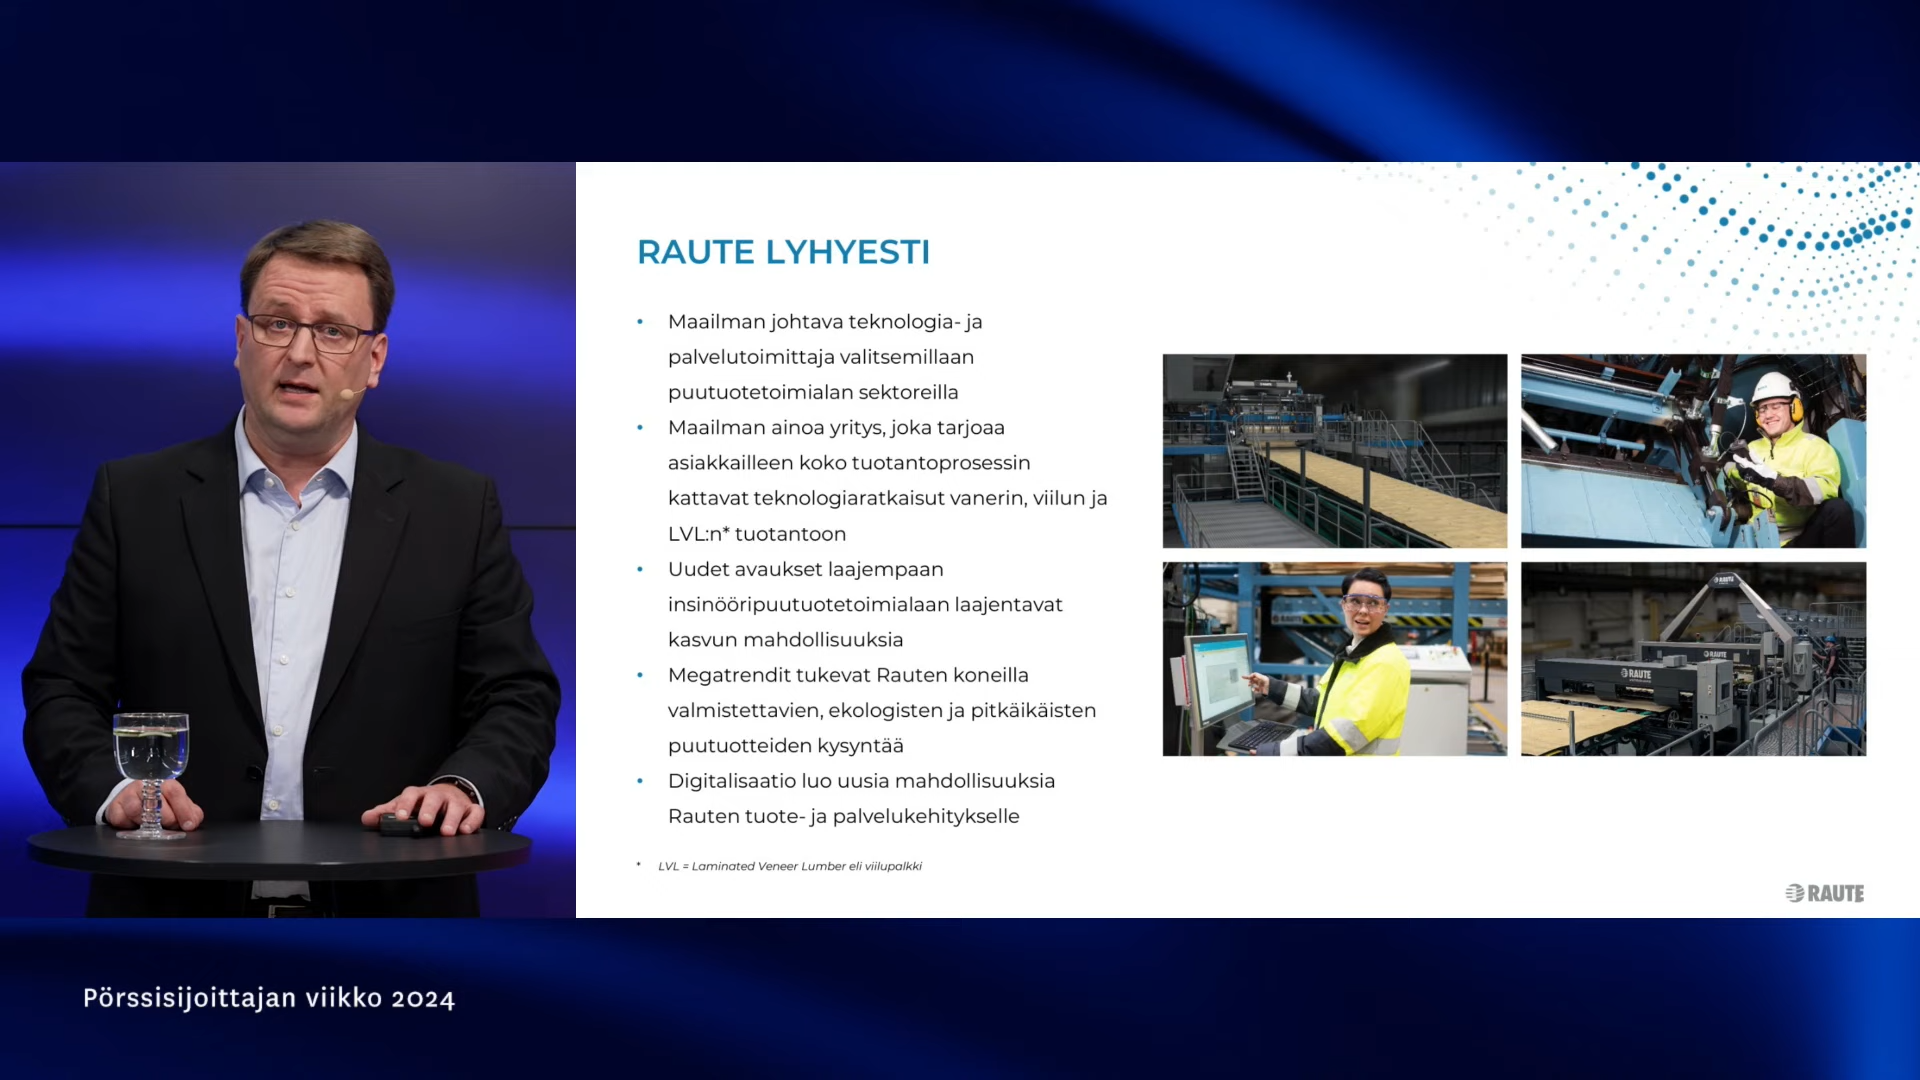 RAUTE LYHYESTI
• Maailman johtava teknologia- ja
palvelutoimittaja valitsemillaan
puutuotetoimialan sektoreilla
• Maailman ainoa yritys, joka tarjoaa
asiakkailleen koko tuotantoprosessin
kattavat teknologiaratkaisut vanerin, viilun ja
LVL:n* tuotantoon
• Uudet avaukset laajempaan
insinööripuutuotetoimialaan laajentavat
kasvun mahdollisuuksia
• Megatrendit tukevat Rauten koneilla
valmistettavien, ekologisten ja pitkäikäisten
puutuotteiden kysyntää
• Digitalisaatio luo uusia mahdollisuuksia
Rauten tuote- ja palvelukehitykselle
* LVL = Laminated Veneer Lumber eli viilupalkki
RAUTE
RAUTE
RAUTE
RAUTE
Pörssisijoittajan viikko 2024